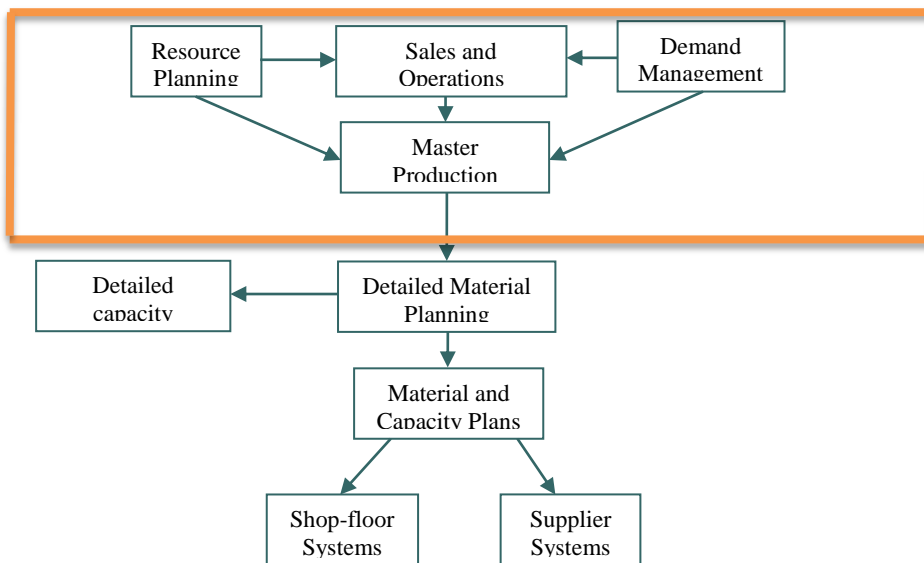 Resource
Planning
Sales and
Operations
Demand
Management
Master
Production
Detailed
capacity
Detailed Material
Planning
Material and
Capacity Plans
Shop-floor
Systems
Supplier
Systems